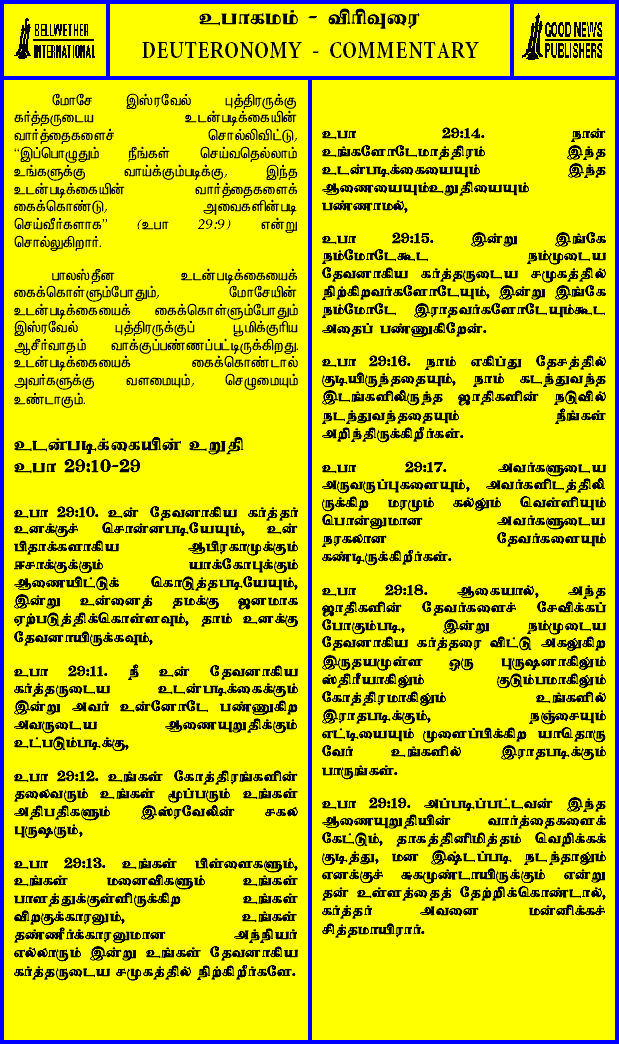 BELLWETHER
INTERNATIONAL
உபாகமம் - விரிவுரை
DEUTERONOMY - COMMENTARY
GOOD NEWS
PUBLISHERS
மோசே இஸ்ரவேல் புத்திரருக்கு
கர்த்தருடைய உடன்படிக்கையின்
வார்த்தைகளைச் சொல்லிவிட்டு,
“இப்பொழுதும் நீங்கள் செய்வதெல்லாம்
உங்களுக்கு வாய்க்கும்படிக்கு, இந்த
உடன்படிக்கையின் வார்த்தைகளைக்
கைக்கொண்டு, அவைகளின்படி
செய்வீர்களாக” (உபா 29:9) என்று
சொல்லுகிறார்.
பாலஸ்தீன உடன்படிக்கையைக்
கைக்கொள்ளும்போதும், மோசேயின்
உடன்படிக்கையைக் கைக்கொள்ளும்போதும்
இஸ்ரவேல் புத்திரருக்குப் பூமிக்குரிய
ஆசீர்வாதம் வாக்குப்பண்ணப்பட்டிருக்கிறது.
உடன்படிக்கையைக் கைக்கொண்டால்
அவர்களுக்கு வளமையும், செழுமையும்
உண்டாகும்.
உடன்படிக்கையின் உறுதி
உபா 29:10-29
உபா 29:10. உன் தேவனாகிய கர்த்தர்
உனக்குச் சொன்னபடியேயும், உன்
பிதாக்களாகிய ஆபிரகாமுக்கும்
ஈசாக்குக்கும் யாக்கோபுக்கும்
ஆணையிட்டுக் கொடுத்தபடியேயும்,
இன்று உன்னைத் தமக்கு ஜனமாக
ஏற்படுத்திக்கொள்ளவும், தாம் உனக்கு
தேவனாயிருக்கவும்,
உபா 29:11. நீ உன் தேவனாகிய
கர்த்தருடைய உடன்படிக்கைக்கும்
இன்று அவர் உன்னோடே பண்ணுகிற
அவருடைய ஆணையுறுதிக்கும்
உட்படும்படிக்கு,
உபா 29:12. உங்கள் கோத்திரங்களின்
தலைவரும் உங்கள் மூப்பரும் உங்கள்
அதிபதிகளும் இஸ்ரவேலின் சகல
புருஷரும்,
உபா 29:13. உங்கள் பிள்ளைகளும்,
உங்கள் மனைவிகளும் உங்கள்
பாளத்துக்குள்ளிருக்கிற உங்கள்
விறகுக்காரனும், உங்கள்
தண்ணீர்க்காரனுமான அந்நியர்
எல்லாரும் இன்று உங்கள் தேவனாகிய
கர்த்தருடைய சமுகத்தில் நிற்கிறீர்களே.
உபா 29:14. நான்
உங்களோடேமாத்திரம் இந்த
உடன்படிக்கையையும் இந்த
ஆணையையும்உறுதியையும்
பண்ணாமல்,
உபா 29:15. இன்று இங்கே
நம்மோடேகூட நம்முடைய
தேவனாகிய கர்த்தருடைய சமுகத்தில்
நிற்கிறவர்களோடேயும், இன்று இங்கே
நம்மோடே இராதவர்களோடேயும்கூட
அதைப் பண்ணுகிறேன்.
உபா 29:16. நாம் எகிப்து தேசத்தில்
குடியிருந்ததையும், நாம் கடந்துவந்த
இடங்களிலிருந்த ஜாதிகளின் நடுவில்
நடந்துவந்ததையும் நீங்கள்
அறிந்திருக்கிறீர்கள்.
உபா 29:17. அவர்களுடைய
அருவருப்புகளையும், அவர்களிடத்திலி
ருக்கிற மரமும் கல்லும் வெள்ளியும்
பொன்னுமான அவர்களுடைய
நரகலான தேவர்களையும்
கண்டிருக்கிறீர்கள்.
உபா 29:18. ஆகையால், அந்த
ஜாதிகளின் தேவர்களைச் சேவிக்கப்
போகும்படி, இன்று நம்முடைய
தேவனாகிய கர்த்தரை விட்டு அகலுகிற
இருதயமுள்ள ஒரு புருஷனாகிலும்
ஸ்திரீயாகிலும் குடும்பமாகிலும்
கோத்திரமாகிலும் உங்களில்
இராதபடிக்கும், நஞ்சையும்
எட்டியையும் முளைப்பிக்கிற யாதொரு
வேர் உங்களில் இராதபடிக்கும்
பாருங்கள்.
உபா 29:19. அப்படிப்பட்டவன் இந்த
ஆணையுறுதியின் வார்த்தைகளைக்
கேட்டும், தாகத்தினிமித்தம் வெறிக்கக்
குடித்து, மன இஷ்டப்படி நடந்தாலும்
எனக்குச் சுகமுண்டாயிருக்கும் என்று
தன் உள்ளத்தைத் தேற்றிக்கொண்டால்,
கர்த்தர் அவனை மன்னிக்கச்
சித்தமாயிரார்.